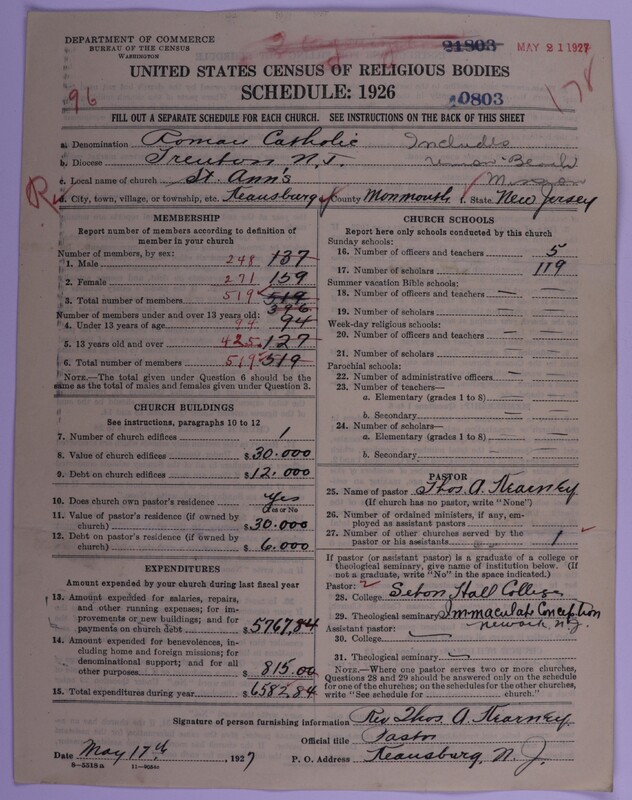 DEPARTMENT OF COMMERCE
BUREAU OF THE CENSUS
WASHINGTON
21803
MAY 21 1927
UNITED STATES CENSUS OF RELIGIOUS BODIES
SCHEDULE: 1926
96
10803
178
FILL OUT A SEPARATE SCHEDULE FOR EACH CHURCH. SEE INSTRUCTIONS ON THE BACK OF THIS SHEET
a. Denomination Roman Catholic Includes
b. Diocese Trenton N.J. Union Beach
c. Local name of church St. Ann's Mission
d. City, town, village, or township, etc. Keansburg e. County Monmouth f. State New Jersey
MEMBERSHIP
Report number of members according to definition of member in your church
Number of members, by sex:
1. Male 248 137
2. Female 271 159
3. Total number of members 519 519
396
Number of members under and over 13 years old:
4. Under 13 years of age 94 94
5. 13 years old and over 425 127
6. Total number of members 519 519
NOTE.—The total given under Question 6 should be the same as the total of males and females given under Question 3.
CHURCH BUILDINGS
See instructions, paragraphs 10 to 12
7. Number of church edifices 1
8. Value of church edifices $30.000
9. Debt on church edifices $12,000
10. Does church own pastor's residence Yes
Yes or No
11. Value of pastor's residence (if owned by church) $30.000
12. Debt on pastor's residence (if owned by church) $6.000
EXPENDITURES
Amount expended by your church during last fiscal year
13. Amount expended for salaries, repairs, and other running expenses; for improvements or new buildings; and for payments on church debt $5767.84
14. Amount expended for benevolences, including home and foreign missions; for denominational support; and for all other purposes $815.00
15. Total expenditures during year $6582.84
CHURCH SCHOOLS
Report here only schools conducted by this church
Sunday schools:
16. Number of officers and teachers 5
17. Number of scholars 119
Summer vacation Bible schools:
18. Number of officers and teachers —
19. Number of scholars —
Week-day religious schools:
20. Number of officers and teachers —
21. Number of scholars —
Parochial schools:
22. Number of administrative officers —
23. Number of teachers—
a. Elementary (grades 1 to 8) —
b. Secondary —
24. Number of scholars—
a. Elementary (grades 1 to 8) —
b. Secondary —
PASTOR
25. Name of pastor Thos. A. Kearney
(If church has no pastor, write "None")
26. Number of ordained ministers, if any, employed as assistant pastors —
27. Number of other churches served by the pastor or his assistants 1
If pastor (or assistant pastor) is a graduate of a college or theological seminary, give name of institution below. (If not a graduate, write "No" in the space indicated.)
Pastor:
28. College Seton Hall College
29. Theological seminary Immaculate Conception
Newark, N.J.
Assistant pastor:
30. College —
31. Theological seminary —
NOTE.—Where one pastor serves two or more churches, Questions 28 and 29 should be answered only on the schedule for one of the churches; on the schedules for the other churches, write "See schedule for ---- church."
Signature of person furnishing information Rev Thos. A. Kearney
Official title Pastor
Date May 17th, 1927 P. O. Address Keansburg, N. J.
8—5518a